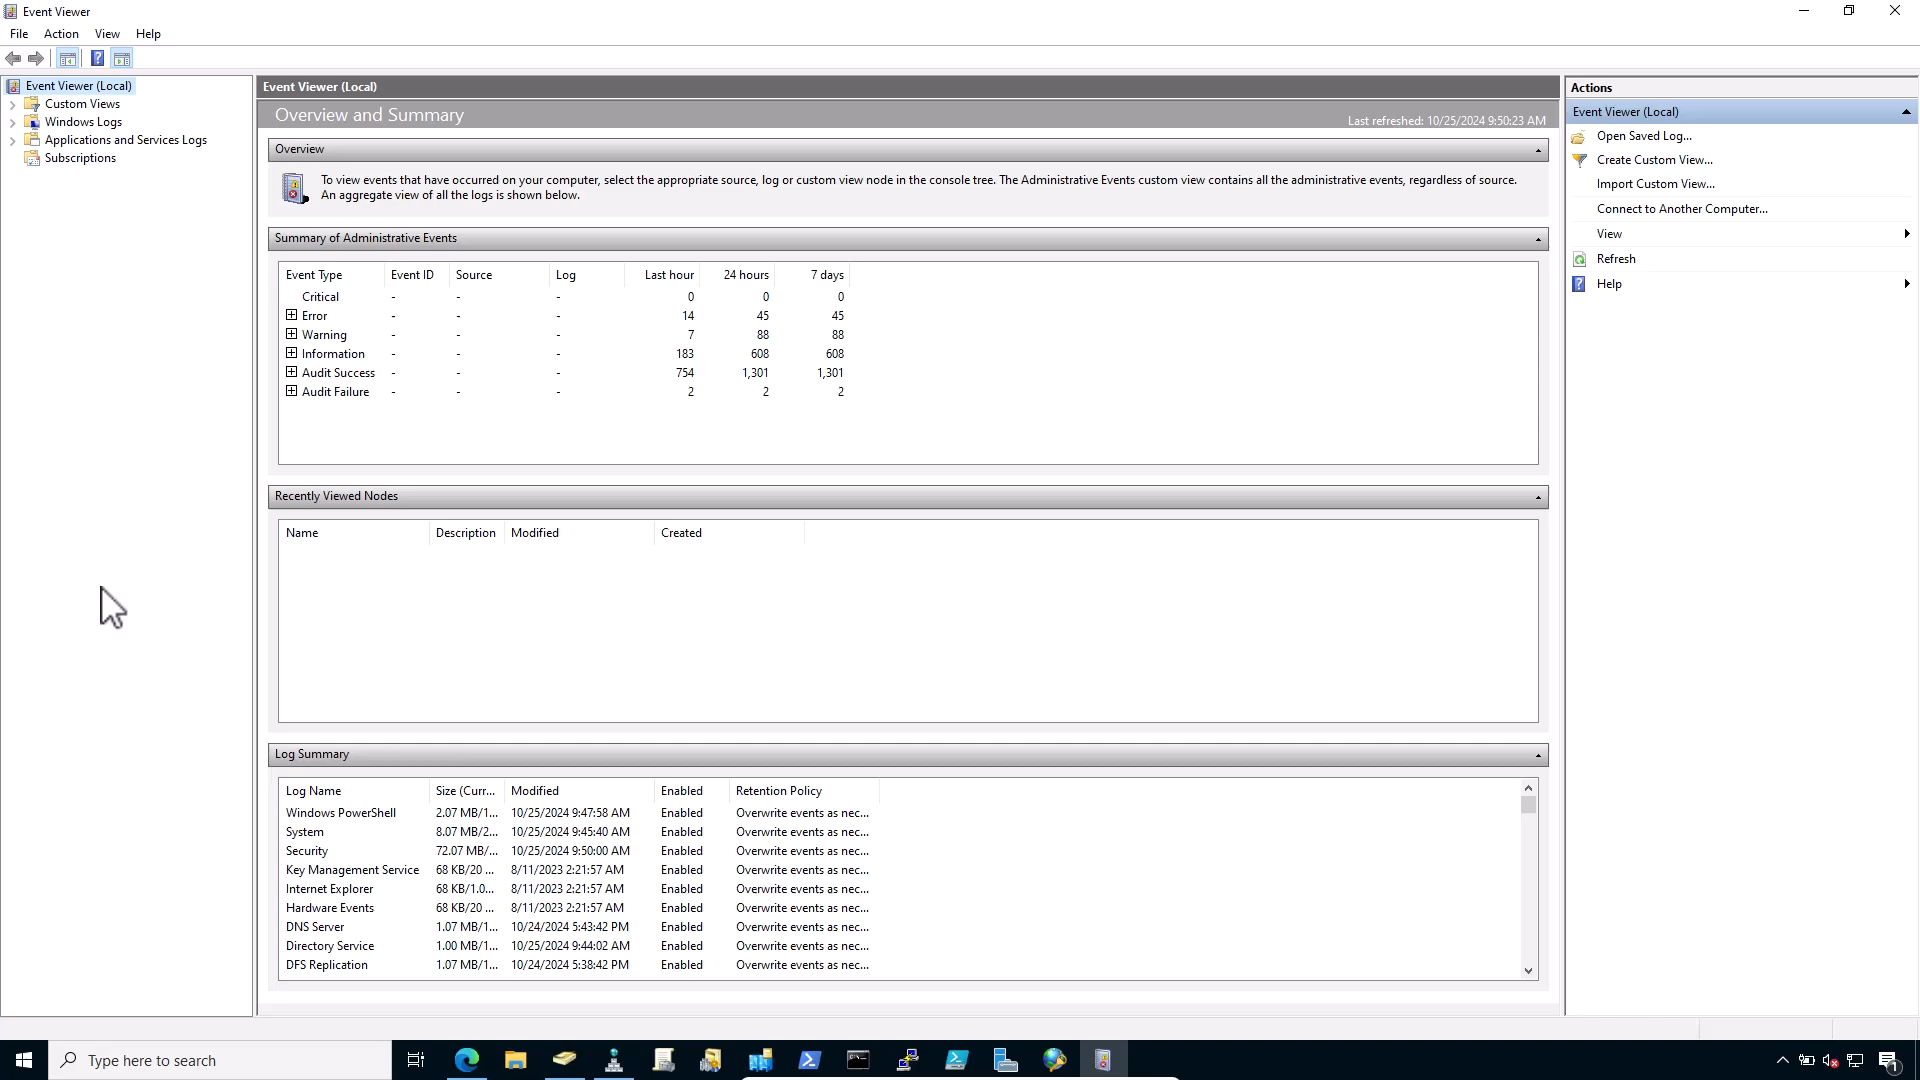 Event Viewer
File Action View Help
Event Viewer (Local)
Custom Views
Windows Logs
Applications and Services Logs
Subscriptions
Event Viewer (Local)
Overview and Summary
Last refreshed: 10/25/2024 9:50:23 AM
Overview
To view events that have occurred on your computer, select the appropriate source, log or custom view node in the console tree. The Administrative Events custom view contains all the administrative events, regardless of source.
An aggregate view of all the logs is shown below.
Summary of Administrative Events
Event Type Event ID Source Log Last hour 24 hours 7 days
Critical - - - 0 0 0
Error - - - 14 45 45
Warning - - - 7 88 88
Information - - - 183 608 608
Audit Success - - - 754 1,301 1,301
Audit Failure - - - 2 2 2
Recently Viewed Nodes
Name Description Modified Created
Log Summary
Log Name Size (Curr... Modified Enabled Retention Policy
Windows PowerShell 2.07 MB/1... 10/25/2024 9:47:58 AM Enabled Overwrite events as nec...
System 8.07 MB/2... 10/25/2024 9:45:40 AM Enabled Overwrite events as nec...
Security 72.07 MB/... 10/25/2024 9:50:00 AM Enabled Overwrite events as nec...
Key Management Service 68 KB/20 ... 8/11/2023 2:21:57 AM Enabled Overwrite events as nec...
Internet Explorer 68 KB/1.0... 8/11/2023 2:21:57 AM Enabled Overwrite events as nec...
Hardware Events 68 KB/20 ... 8/11/2023 2:21:57 AM Enabled Overwrite events as nec...
DNS Server 1.07 MB/1... 10/24/2024 5:43:42 PM Enabled Overwrite events as nec...
Directory Service 1.00 MB/1... 10/25/2024 9:44:02 AM Enabled Overwrite events as nec...
DFS Replication 1.07 MB/1... 10/24/2024 5:38:42 PM Enabled Overwrite events as nec...
Actions
Event Viewer (Local)
Open Saved Log...
Create Custom View...
Import Custom View...
Connect to Another Computer...
View
Refresh
Help
Type here to search
1